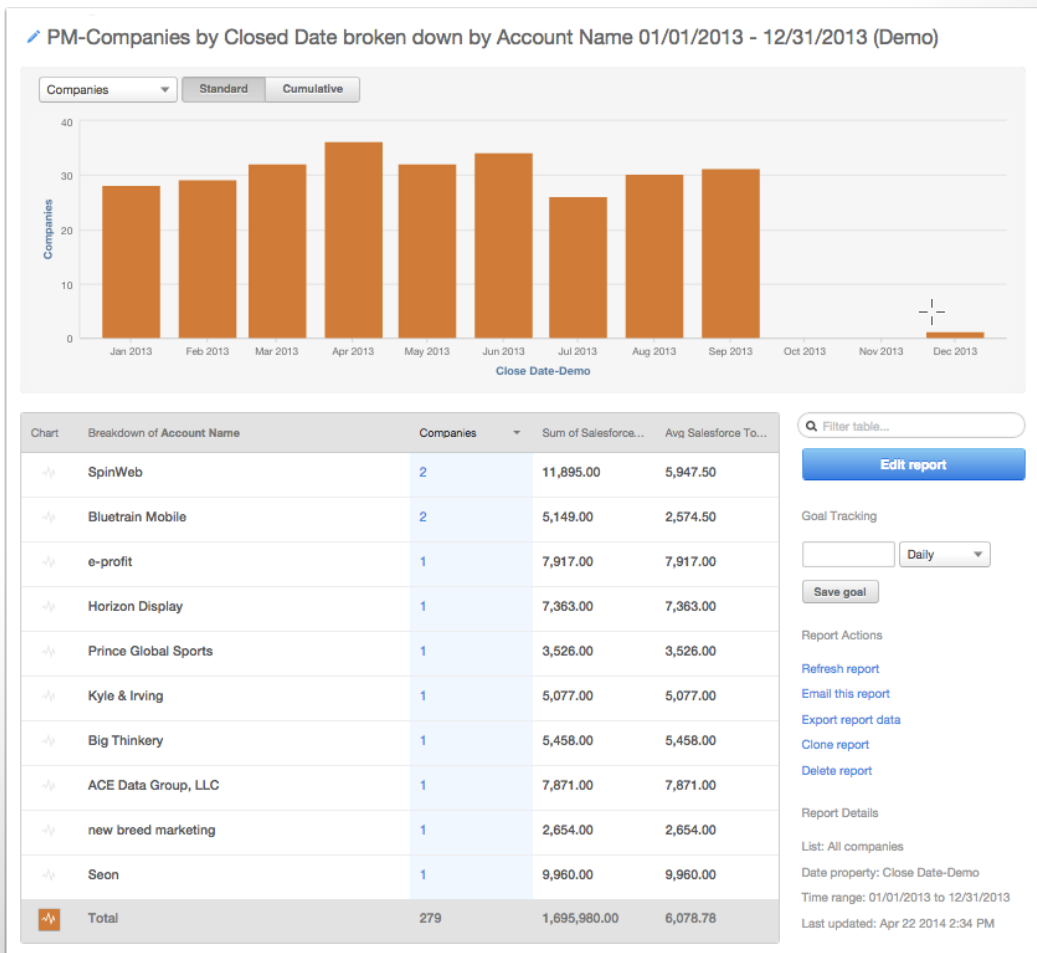 PM-Companies by Closed Date broken down by Account Name 01/01/2013 - 12/31/2013 (Demo)
Companies Standard Cumulative
40
30
20
10
0
Companies
Jan 2013 Feb 2013 Mar 2013 Apr 2013 May 2013 Jun 2013 Jul 2013 Aug 2013 Sep 2013 Oct 2013 Nov 2013 Dec 2013
Close Date-Demo
Chart Breakdown of Account Name Companies Sum of Salesforce... Avg Salesforce To...
SpinWeb 2 11,895.00 5,947.50
Bluetrain Mobile 2 5,149.00 2,574.50
e-profit 1 7,917.00 7,917.00
Horizon Display 1 7,363.00 7,363.00
Prince Global Sports 1 3,526.00 3,526.00
Kyle & Irving 1 5,077.00 5,077.00
Big Thinkery 1 5,458.00 5,458.00
ACE Data Group, LLC 1 7,871.00 7,871.00
new breed marketing 1 2,654.00 2,654.00
Seon 1 9,960.00 9,960.00
Total 279 1,695,980.00 6,078.78
Filter table...
Edit report
Goal Tracking
Daily
Save goal
Report Actions
Refresh report
Email this report
Export report data
Clone report
Delete report
Report Details
List: All companies
Date property: Close Date-Demo
Time range: 01/01/2013 to 12/31/2013
Last updated: Apr 22 2014 2:34 PM